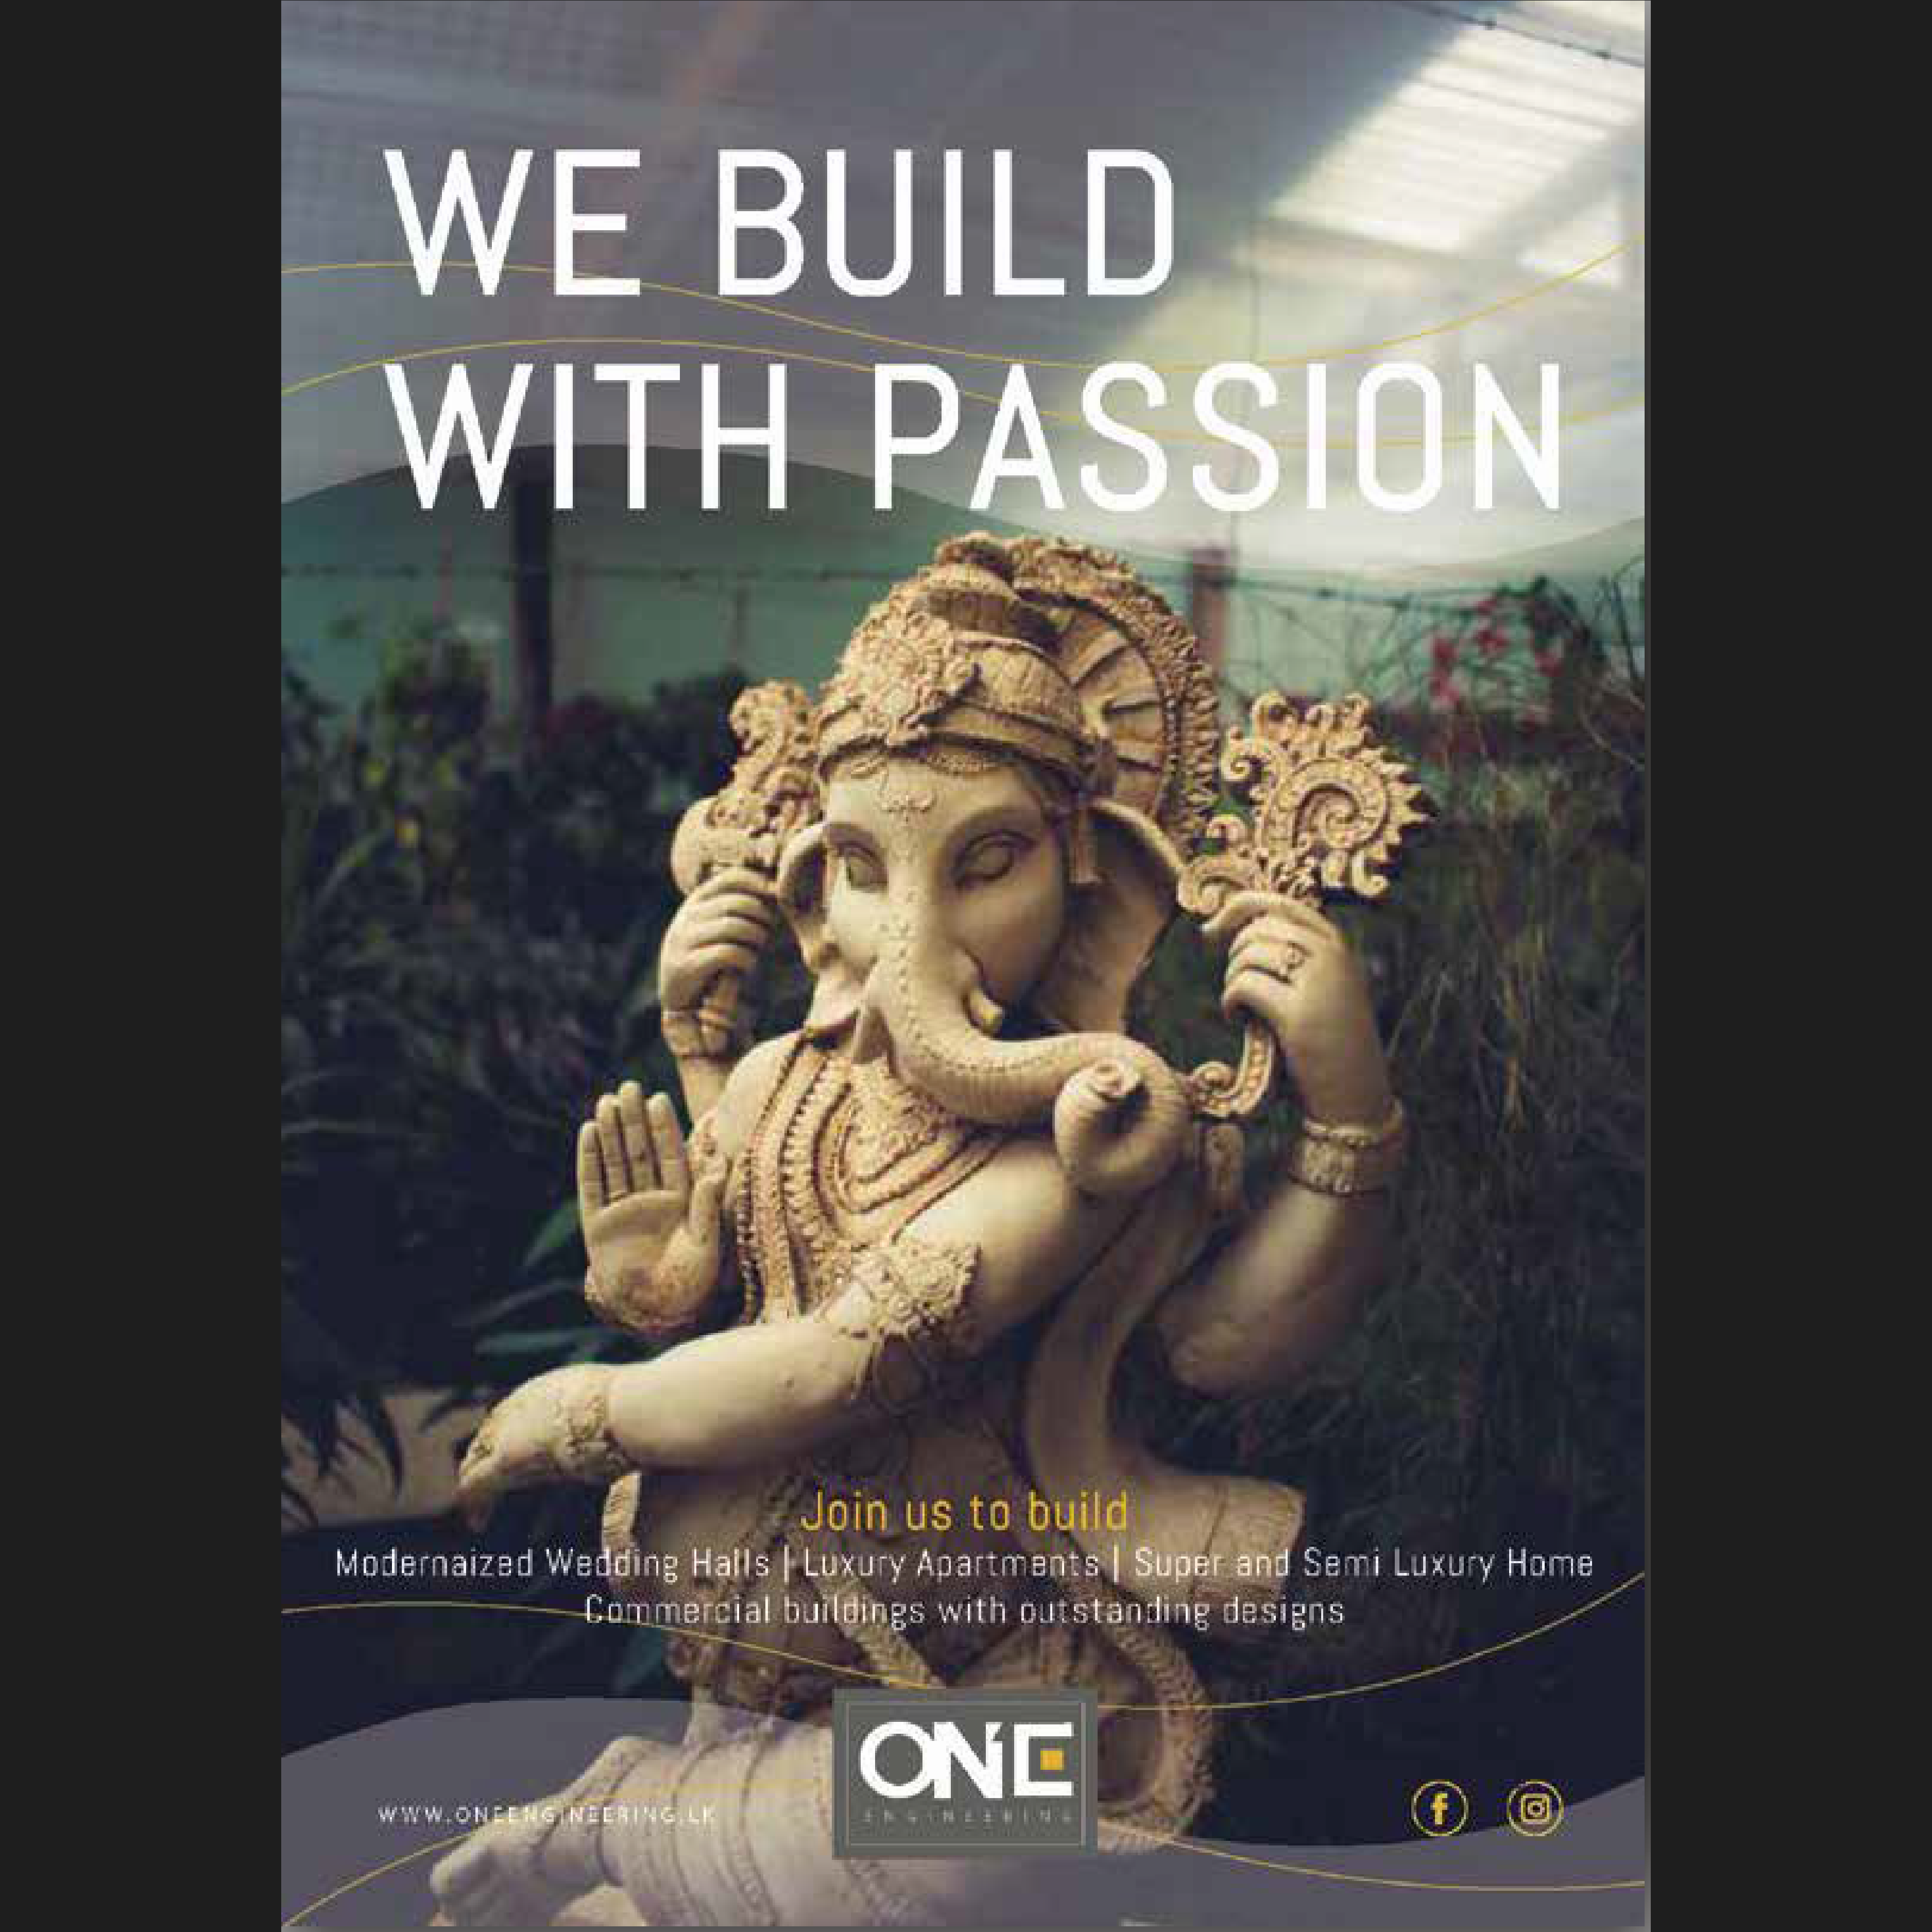 WE BUILD
WITH PASSION
Join us to build
Modernaized Wedding Halls | Luxury Apartments | Super and Semi Luxury Home
Commercial buildings with outstanding designs
ONE
ENGINEERING
WWW.ONEENGINEERING.LK